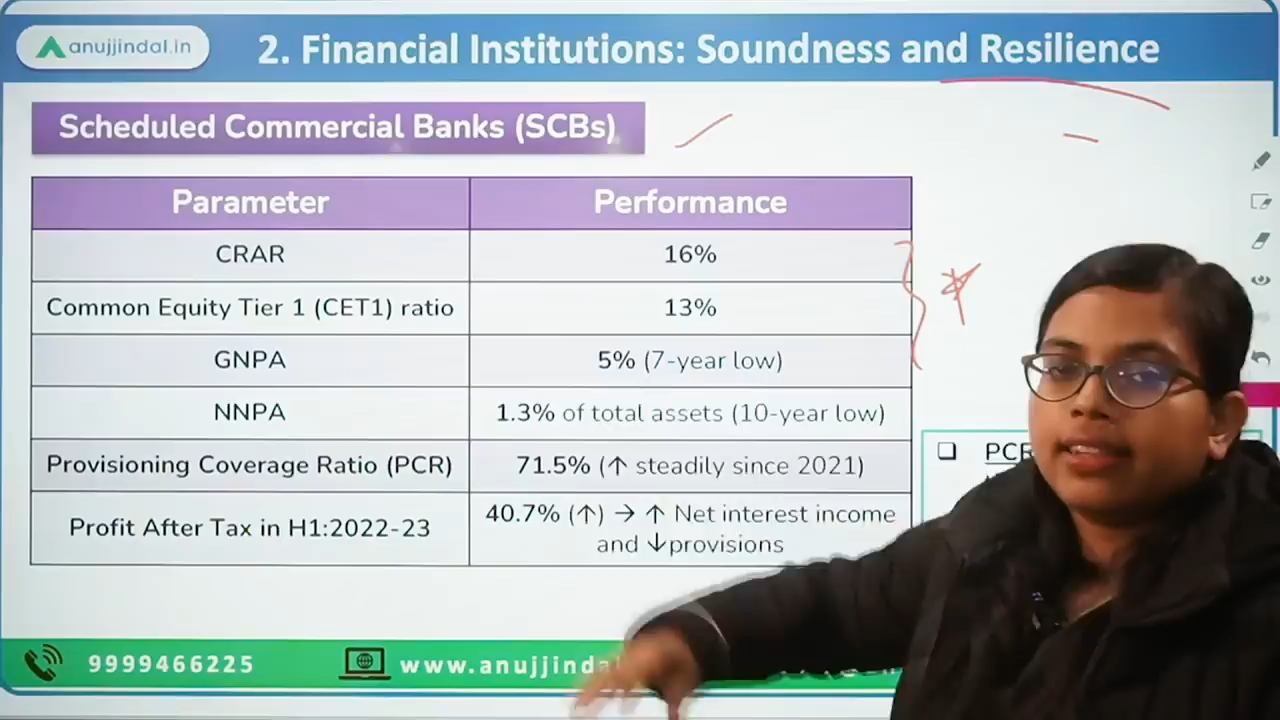 anujjindal.in
2. Financial Institutions: Soundness and Resilience
Scheduled Commercial Banks (SCBs)
Parameter Performance
CRAR 16%
Common Equity Tier 1 (CET1) ratio 13%
GNPA 5% (7-year low)
NNPA 1.3% of total assets (10-year low)
Provisioning Coverage Ratio (PCR) 71.5% (↑ steadily since 2021)
Profit After Tax in H1:2022-23 40.7% (↑) → ↑ Net interest income
and ↓provisions
❑ PCR
9999466225 www.anujjinda